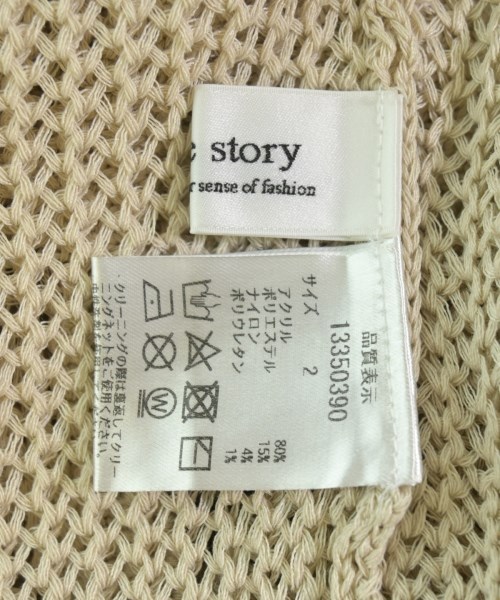 story
sense of fashion
品質表示
13350390
サイズ 2
アクリル 80%
ポリエステル 15%
ナイロン 4%
ポリウレタン 1%
W
クリーニングの際は裏返してクリー
ニングネットをご使用ください。